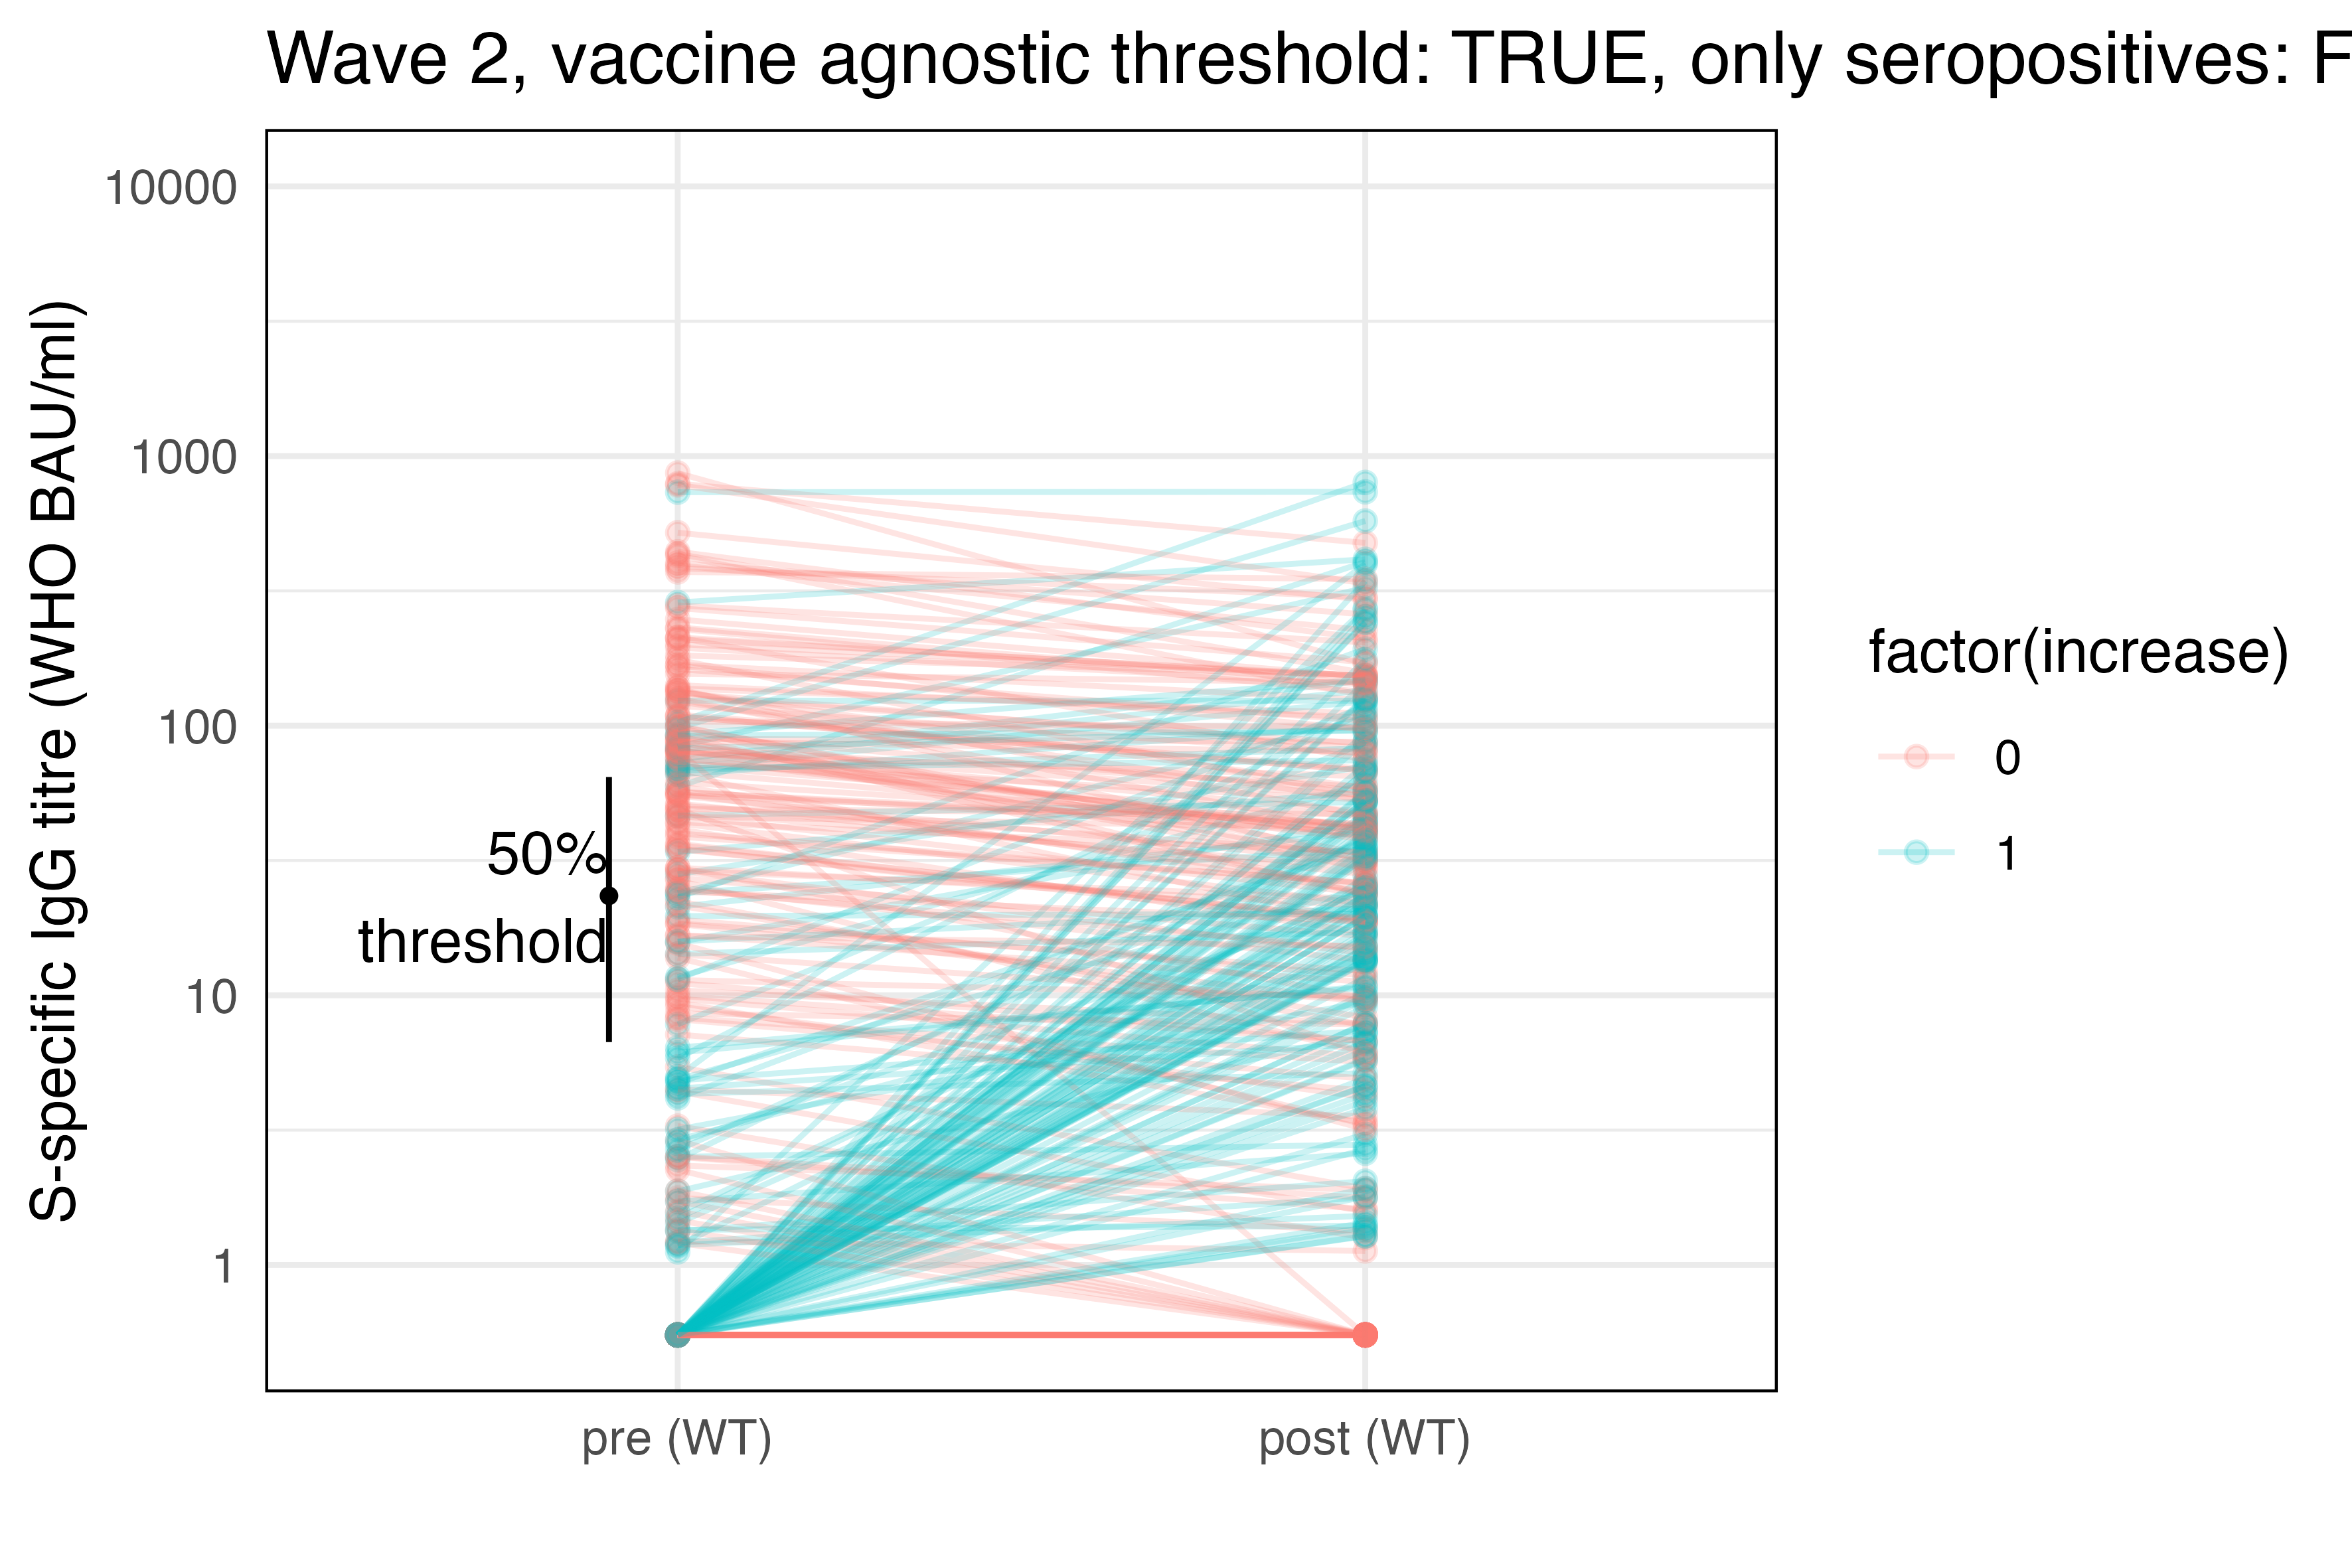 Wave 2, vaccine agnostic threshold: TRUE, only seropositives: F
S-specific IgG titre (WHO BAU/ml)
10000
1000
100
10
1
50%
threshold
pre (WT)
post (WT)
factor(increase)
0
1